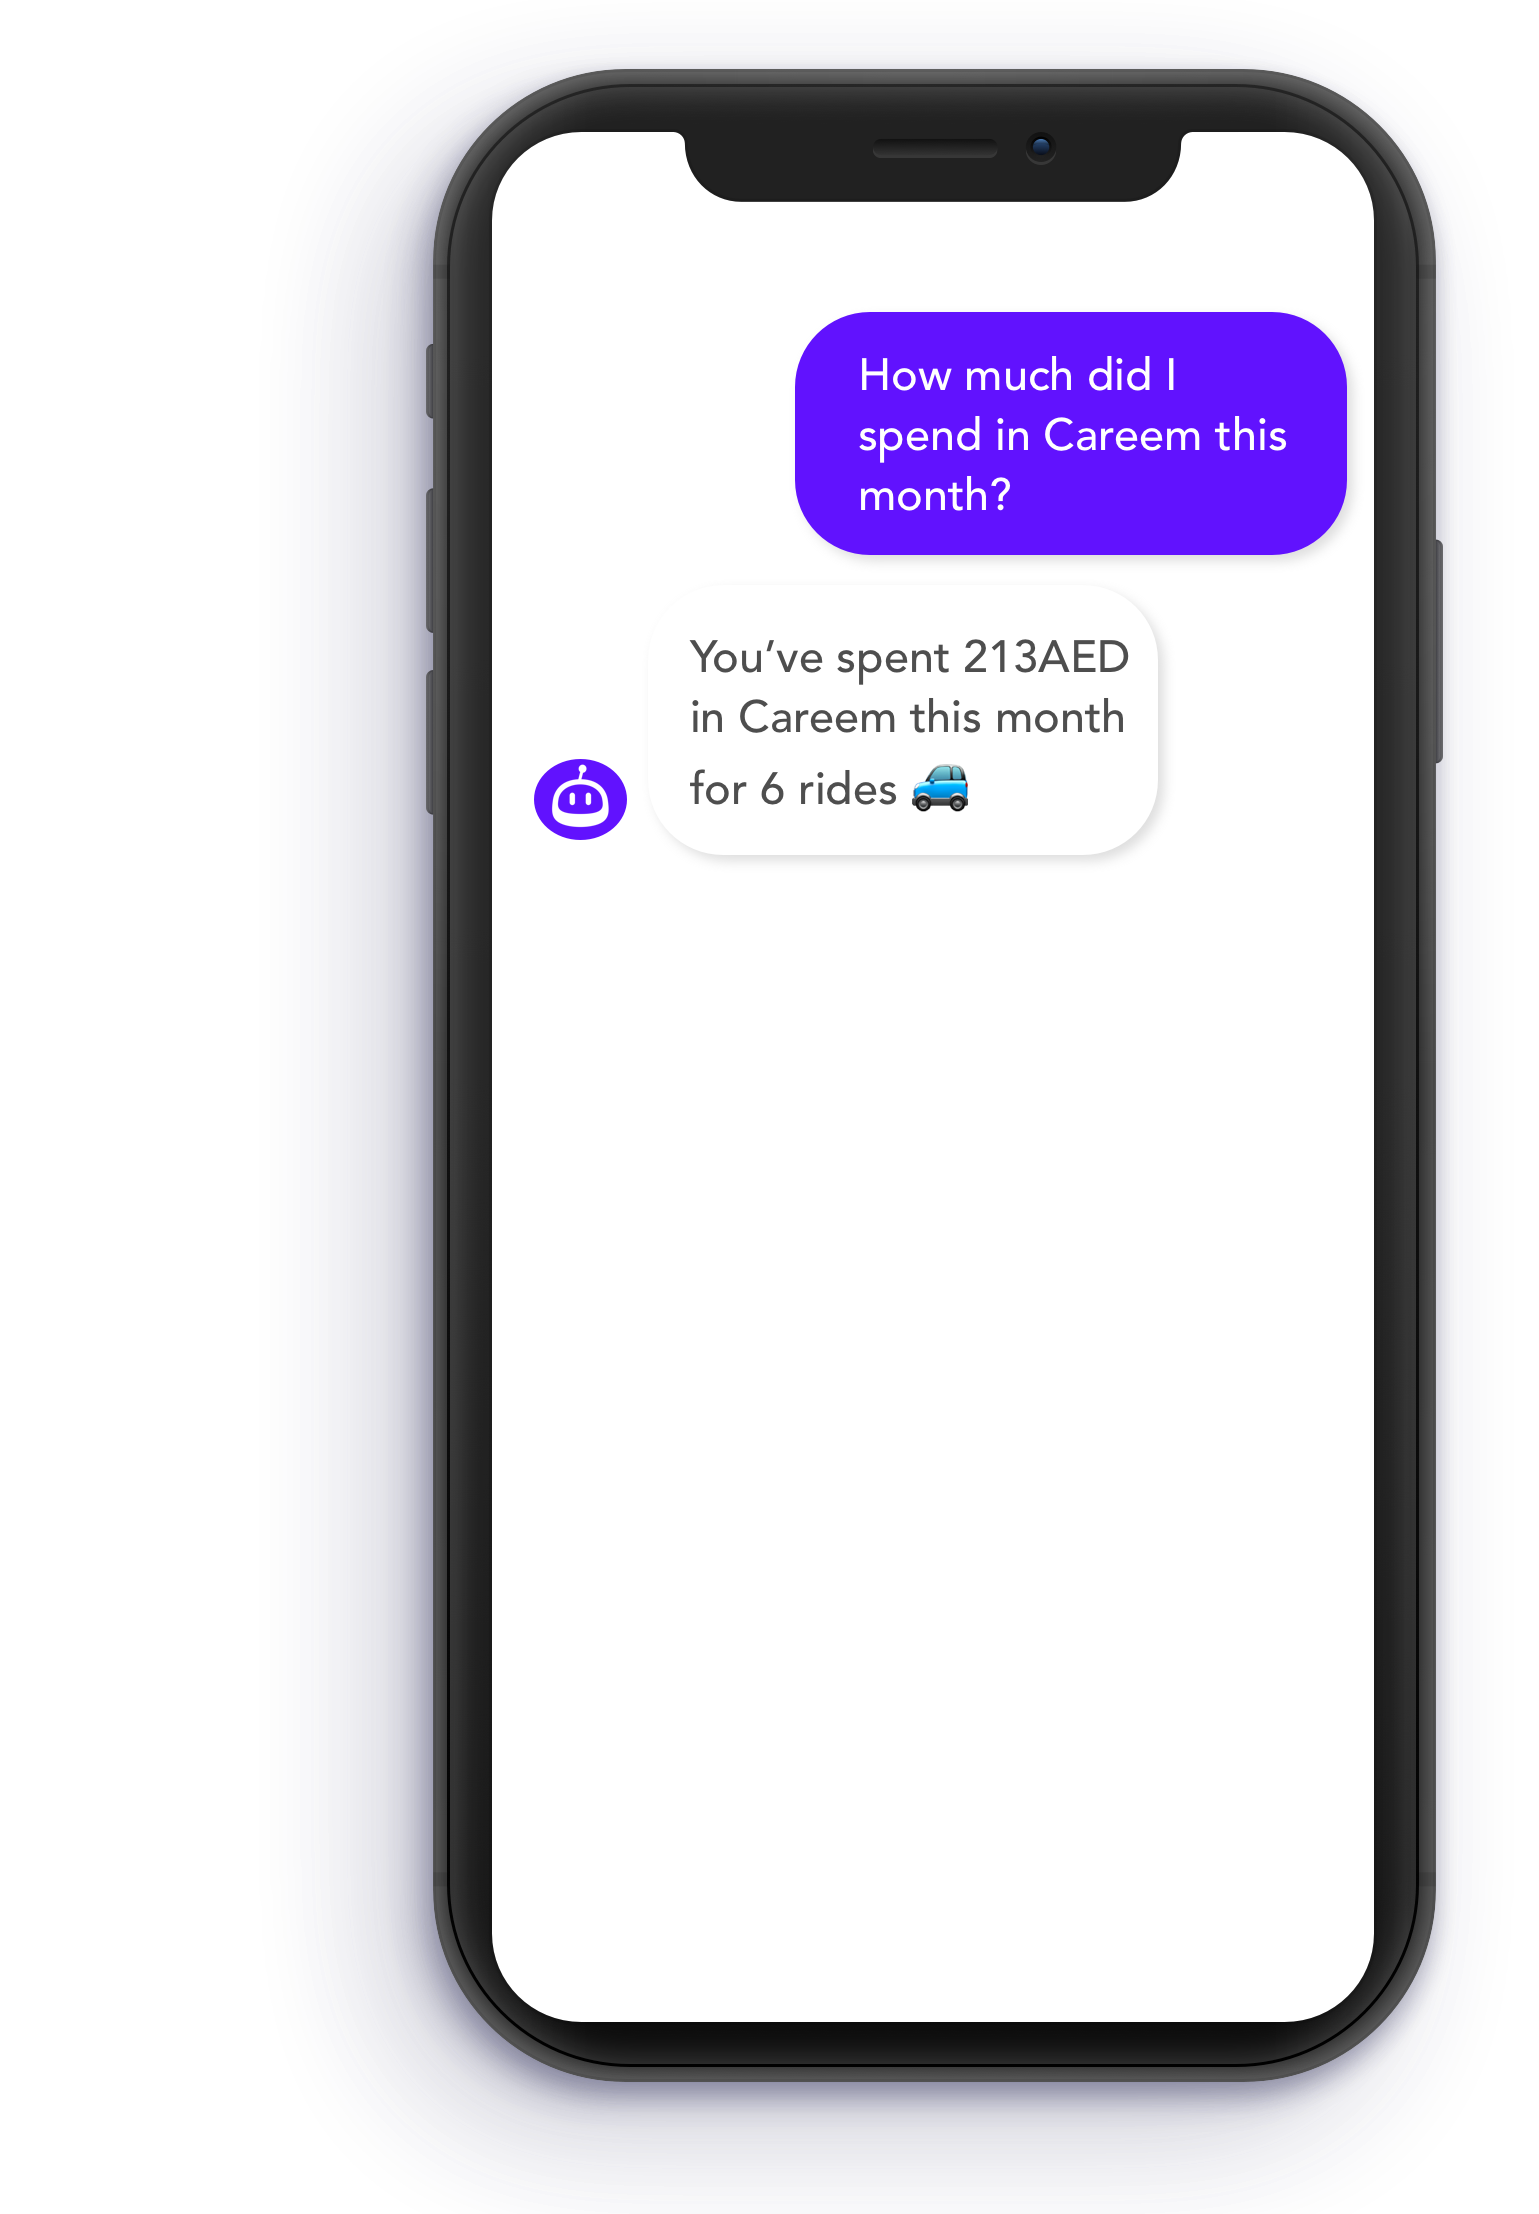 How much did I
spend in Careem this
month?
You’ve spent 213AED
in Careem this month
for 6 rides 🚙